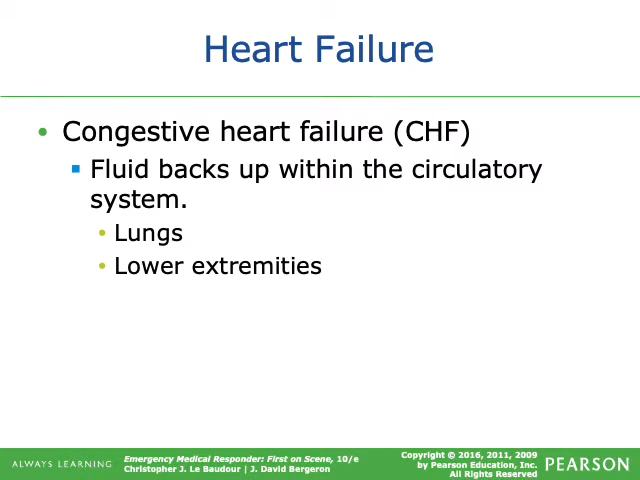 Heart Failure
• Congestive heart failure (CHF)
▪ Fluid backs up within the circulatory
system.
• Lungs
• Lower extremities
ALWAYS LEARNING
Emergency Medical Responder: First on Scene, 10/e
Christopher J. Le Baudour | J. David Bergeron
Copyright © 2016, 2011, 2009
by Pearson Education, Inc.
All Rights Reserved
PEARSON